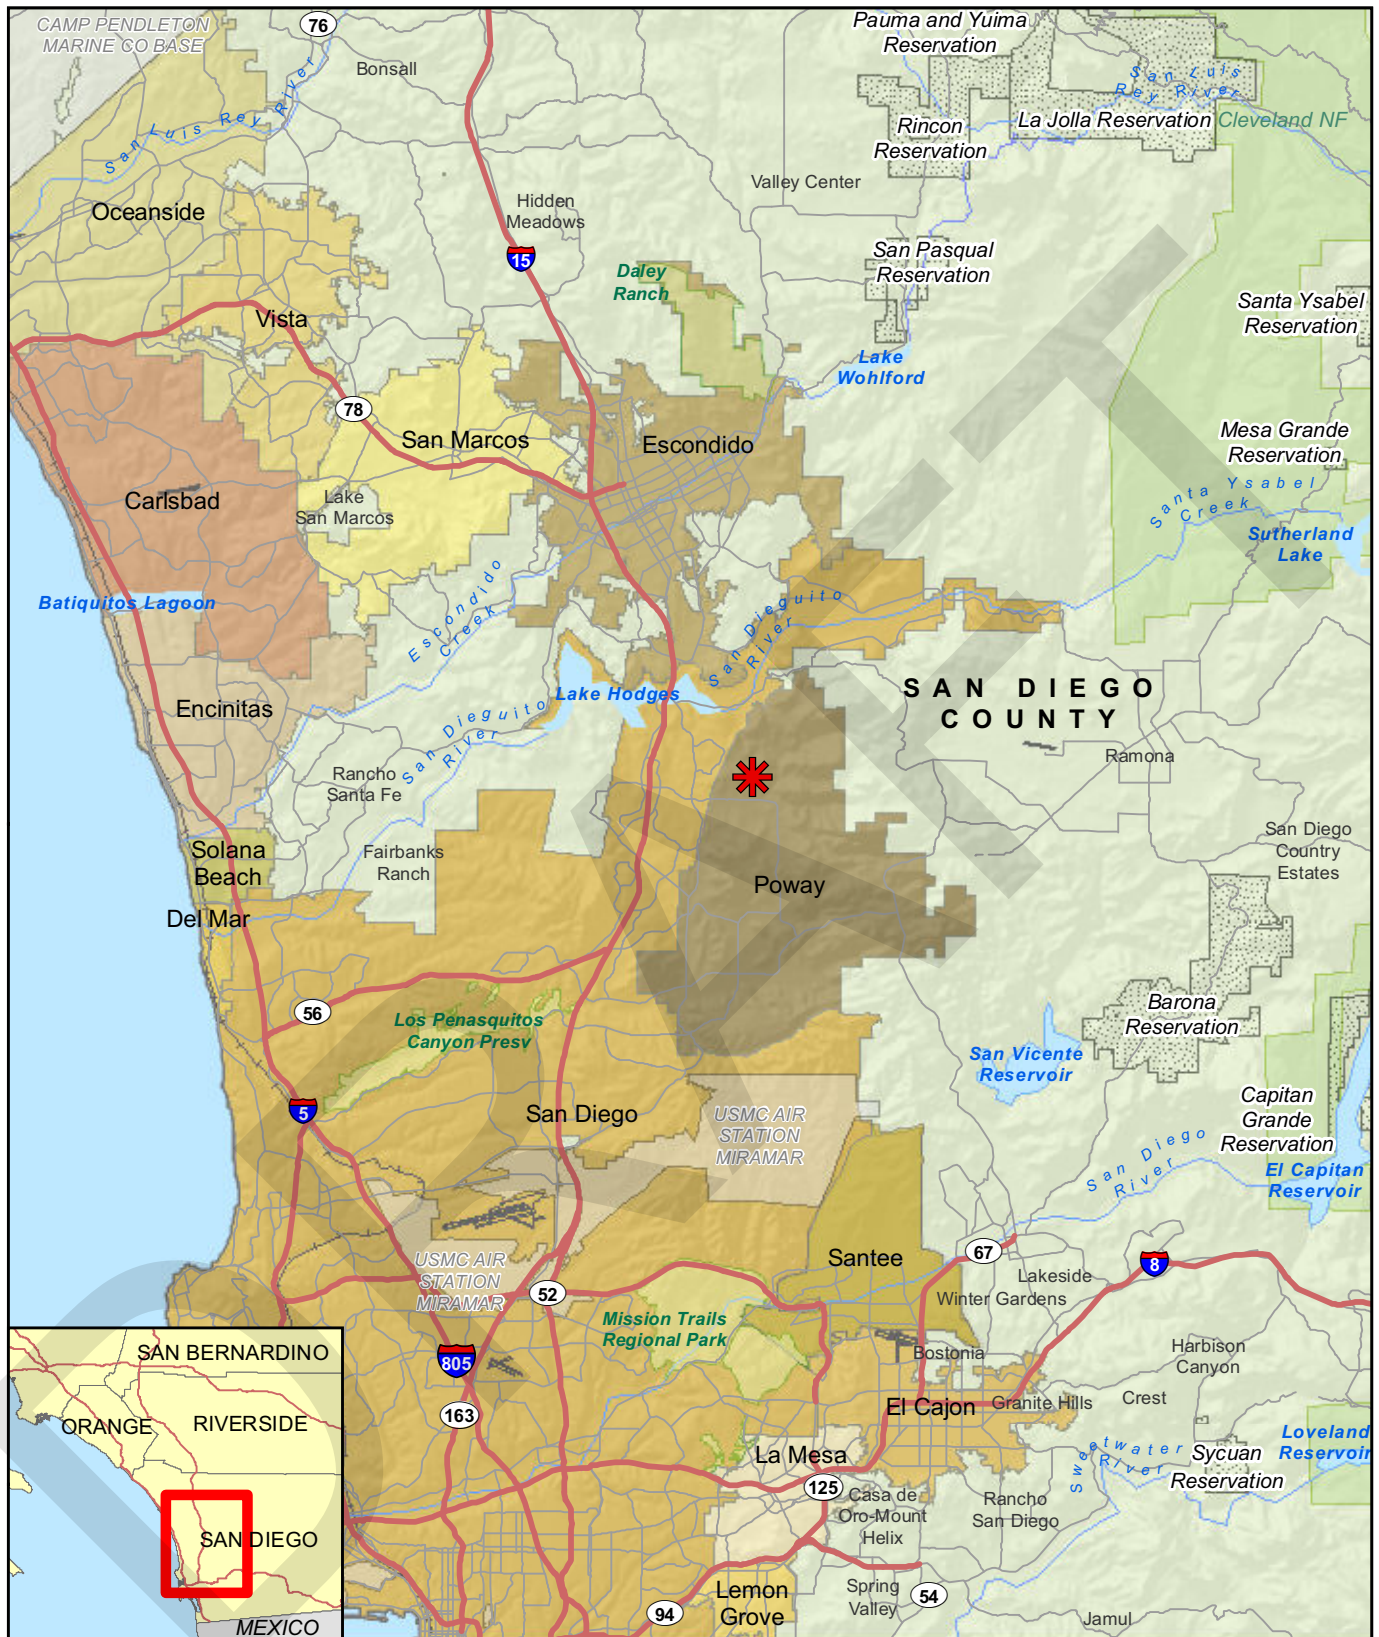 CAMP PENDLETON
MARINE CO BASE
76
Bonsall
Pauma and Yuima
Reservation
San Luis
Rey River
San Luis Rey River
Rincon
Reservation
La Jolla Reservation
Cleveland NF
Valley Center
Oceanside
Hidden
Meadows
15
San Pasqual
Reservation
Daley
Ranch
Santa Ysabel
Reservation
Vista
Lake
Wohlford
78
San Marcos
Escondido
Mesa Grande
Reservation
Carlsbad
Lake
San Marcos
Santa Ysabel
Creek
Sutherland
Lake
Batiquitos Lagoon
Escondido
Creek
San Dieguito
River
Encinitas
Lake Hodges
SAN DIEGO
COUNTY
San Dieguito
River
Ramona
Rancho
Santa Fe
Solana
Beach
Fairbanks
Ranch
San Diego
Country
Estates
Poway
Del Mar
56
Los Penasquitos
Canyon Presv
Barona
Reservation
San Vicente
Reservoir
5
San Diego
USMC AIR
STATION
MIRAMAR
Capitan
Grande
Reservation
San Diego
River
El Capitan
Reservoir
USMC AIR
STATION
MIRAMAR
Santee
67
8
Lakeside
Winter Gardens
52
Mission Trails
Regional Park
805
Bostonia
Harbison
Canyon
163
El Cajon
Granite Hills
Crest
La Mesa
Sweetwater
River
Sycuan
Reservation
Loveland
Reservoir
125
Casa de
Oro-Mount
Helix
Rancho
San Diego
Lemon
Grove
Spring
Valley
54
94
Jamul
SAN BERNARDINO
ORANGE
RIVERSIDE
SAN DIEGO
MEXICO
DRAFT